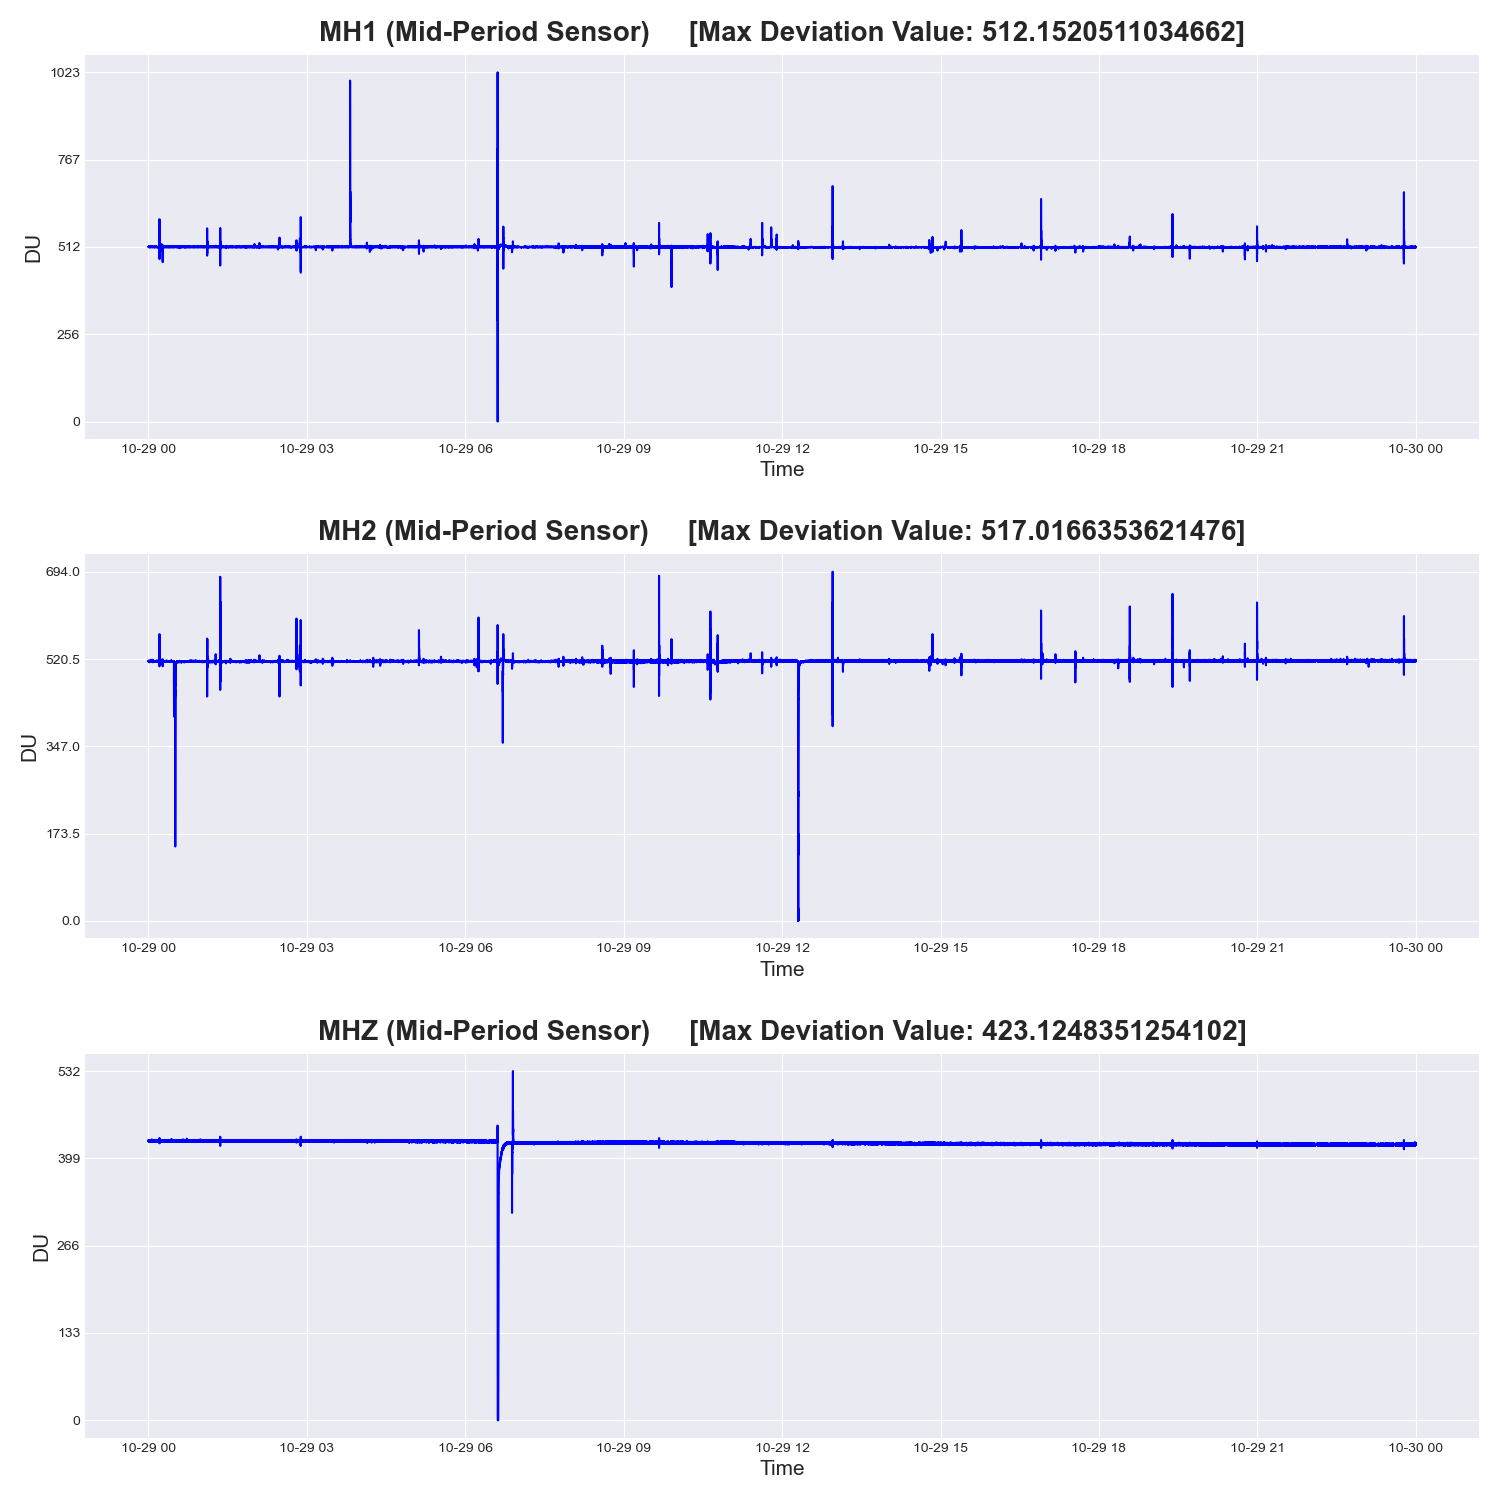 MH1 (Mid-Period Sensor) [Max Deviation Value: 512.1520511034662]
1023
767
512
256
0
DU
10-29 00 10-29 03 10-29 06 10-29 09 10-29 12 10-29 15 10-29 18 10-29 21 10-30 00
Time
MH2 (Mid-Period Sensor) [Max Deviation Value: 517.0166353621476]
694.0
520.5
347.0
173.5
0.0
DU
10-29 00 10-29 03 10-29 06 10-29 09 10-29 12 10-29 15 10-29 18 10-29 21 10-30 00
Time
MHZ (Mid-Period Sensor) [Max Deviation Value: 423.1248351254102]
532
399
266
133
0
DU
10-29 00 10-29 03 10-29 06 10-29 09 10-29 12 10-29 15 10-29 18 10-29 21 10-30 00
Time